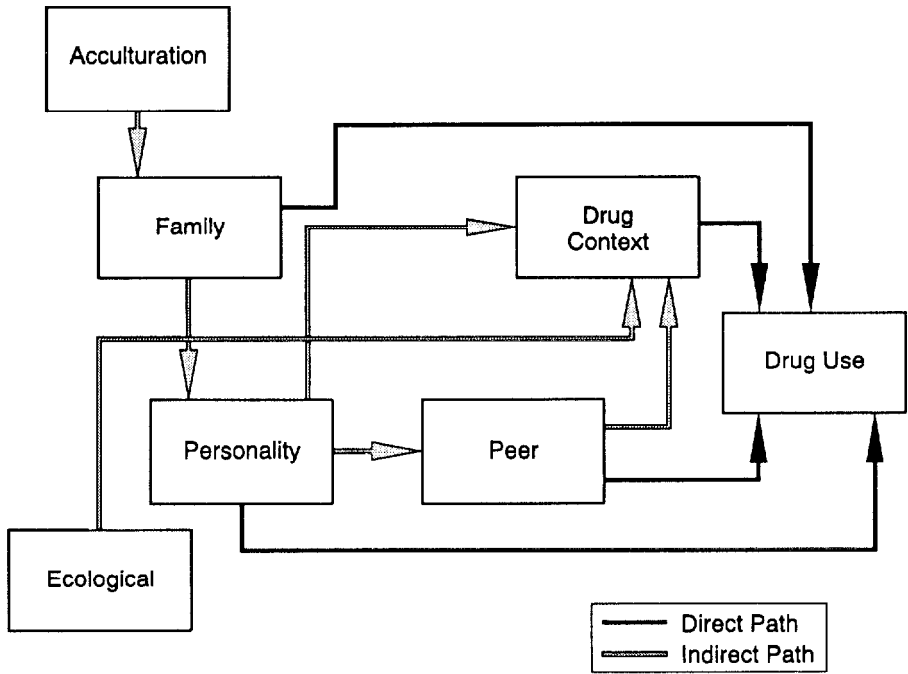 Acculturation
Family
Drug
Context
Drug Use
Personality
Peer
Ecological
Direct Path
Indirect Path